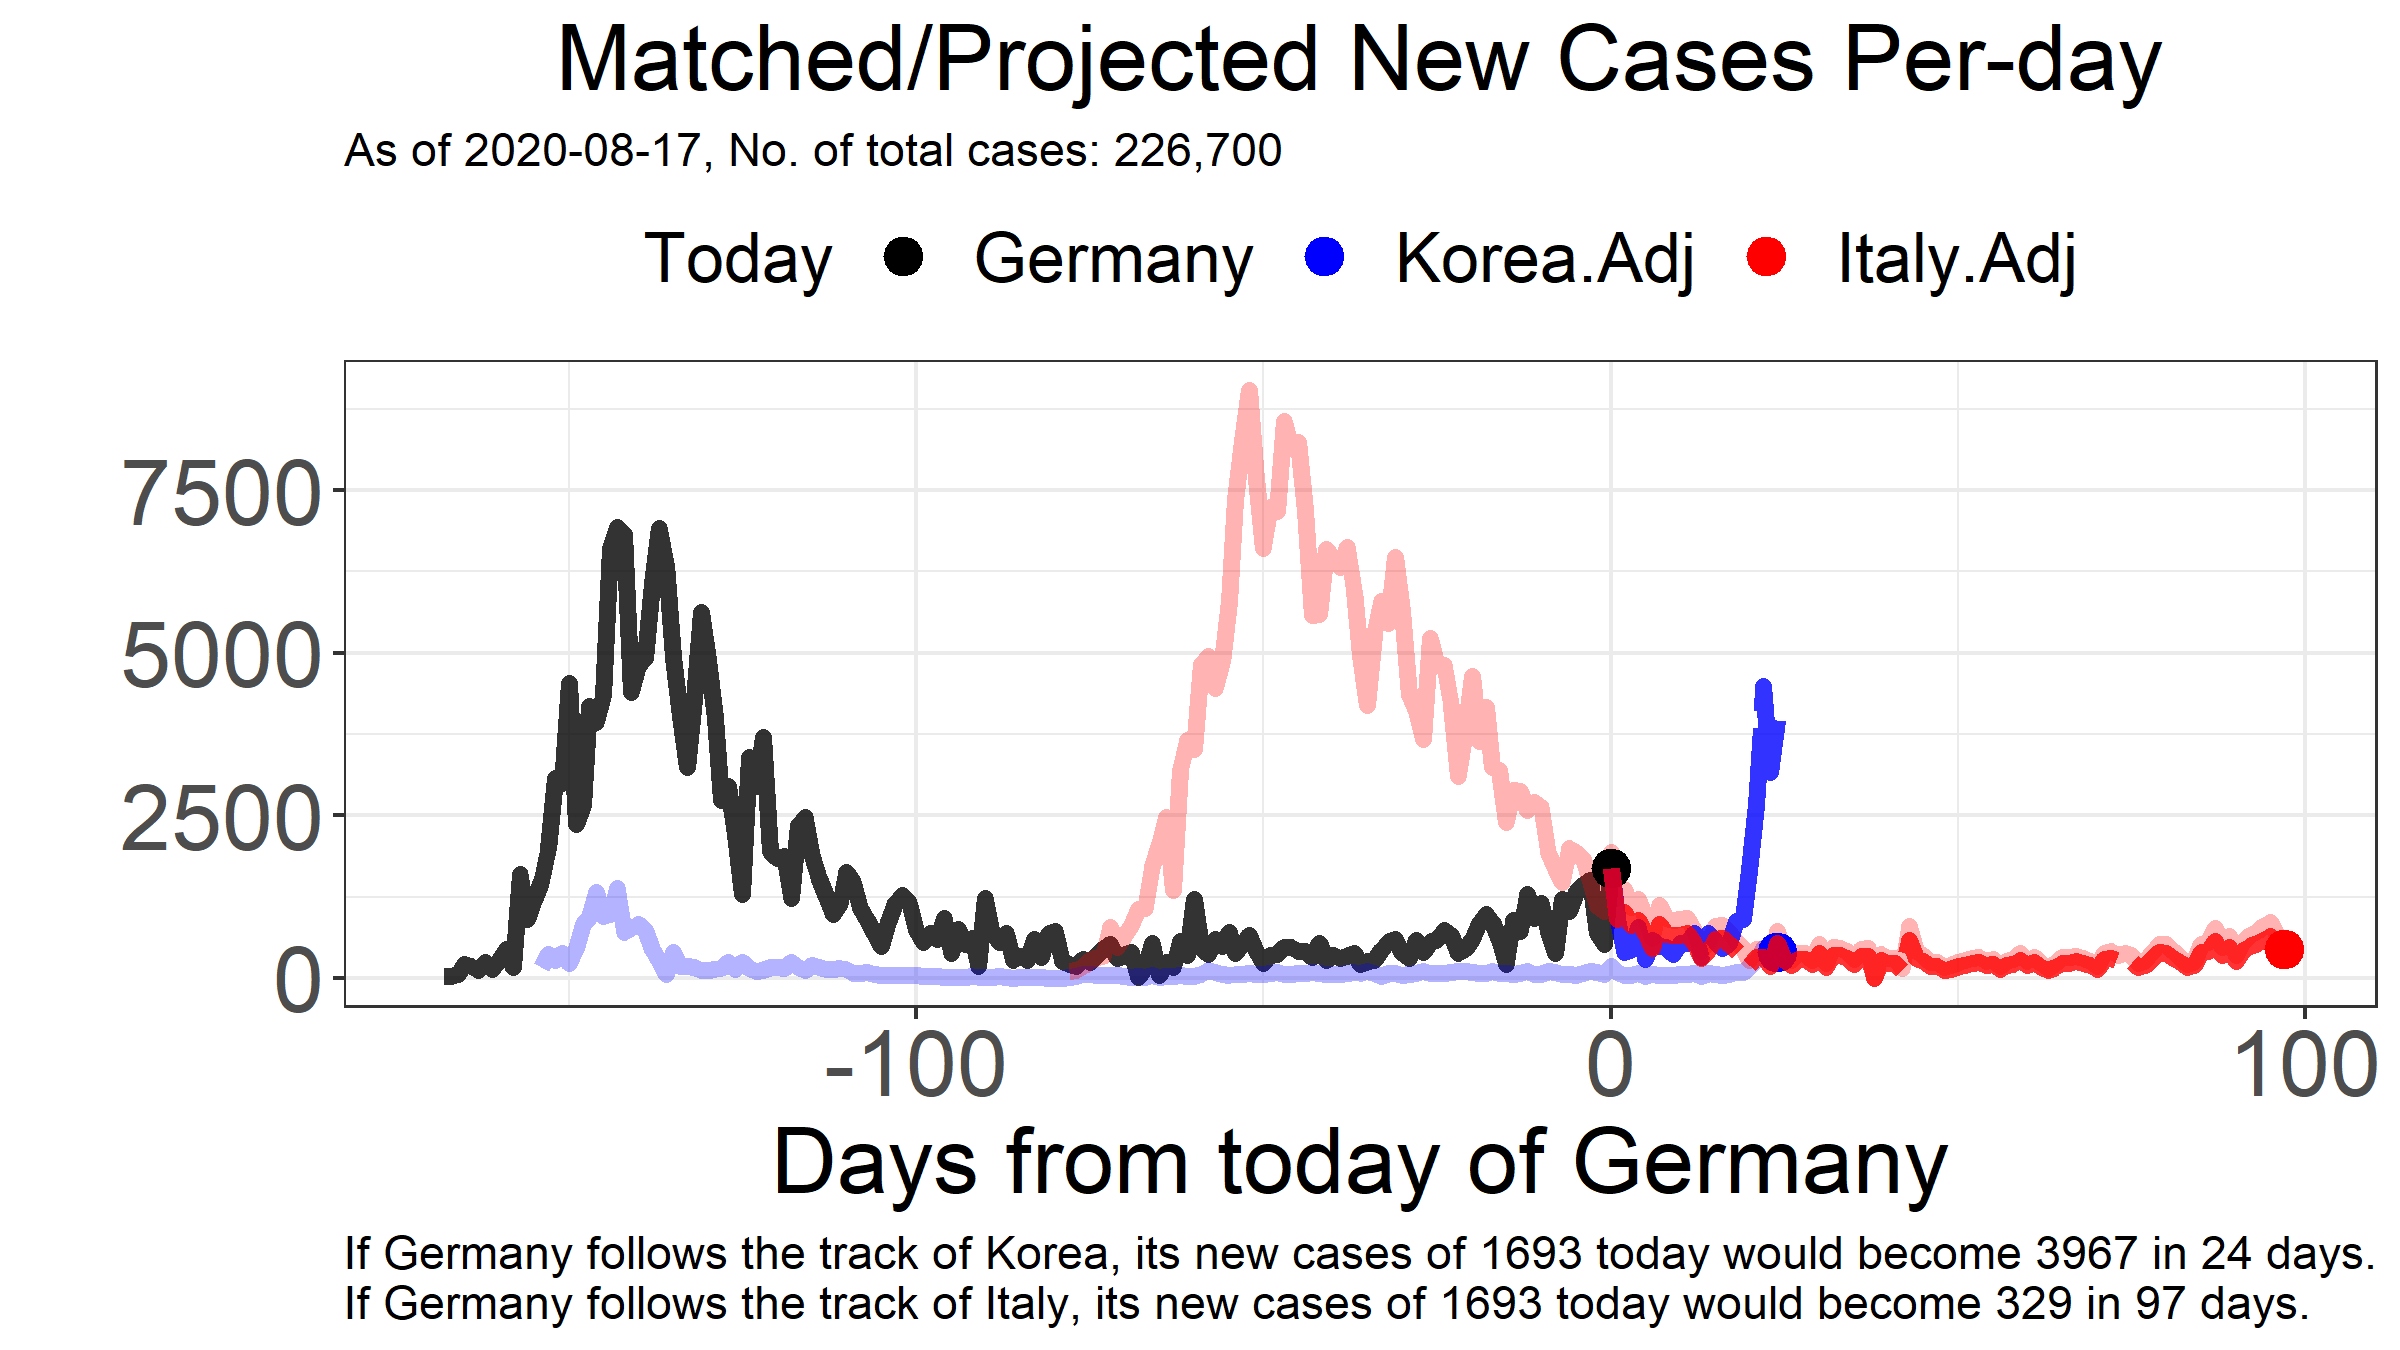 Matched/Projected New Cases Per-day
As of 2020-08-17, No. of total cases: 226,700
Today Germany Korea.Adj Italy.Adj
7500
5000
2500
0
-100 0 100
Days from today of Germany
If Germany follows the track of Korea, its new cases of 1693 today would become 3967 in 24 days.
If Germany follows the track of Italy, its new cases of 1693 today would become 329 in 97 days.